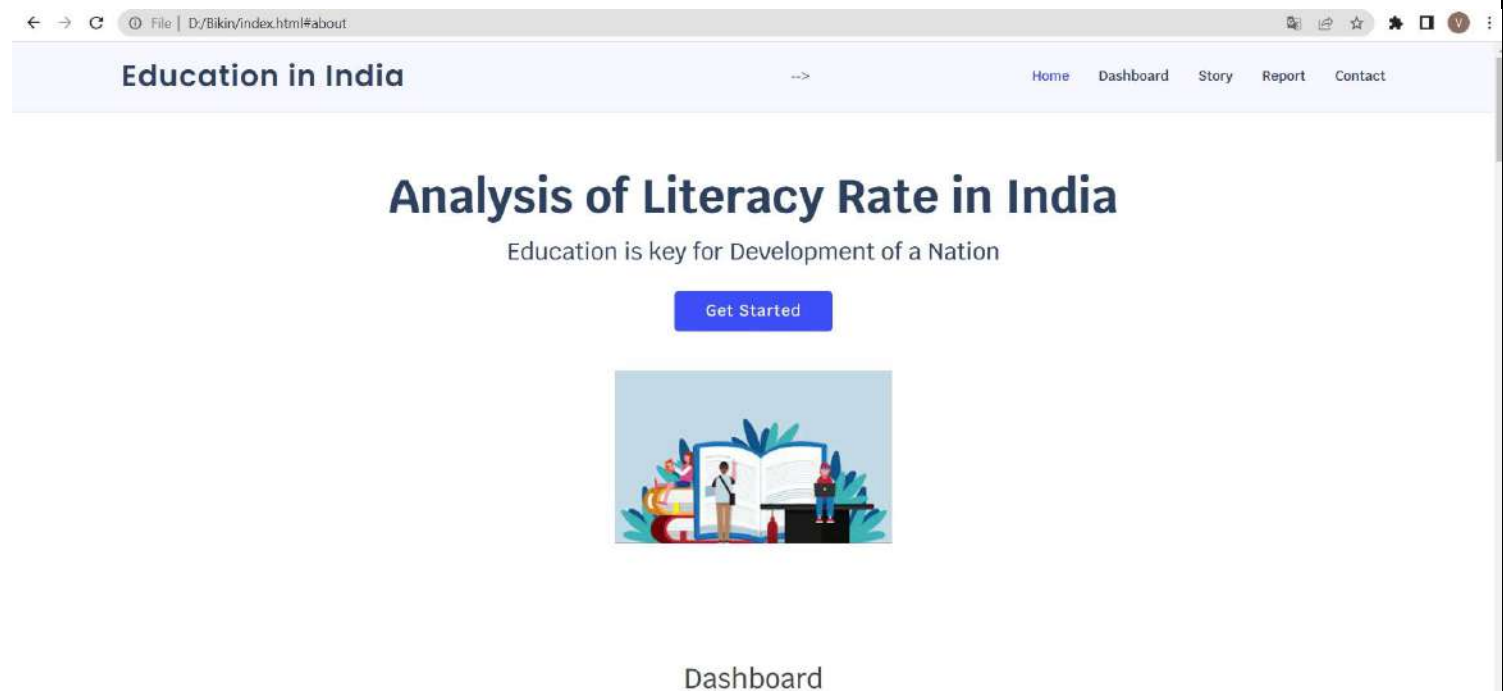 File | D:/Bikin/index.html#about
V
Education in India
-->
Home Dashboard Story Report Contact
Analysis of Literacy Rate in India
Education is key for Development of a Nation
Get Started
Dashboard